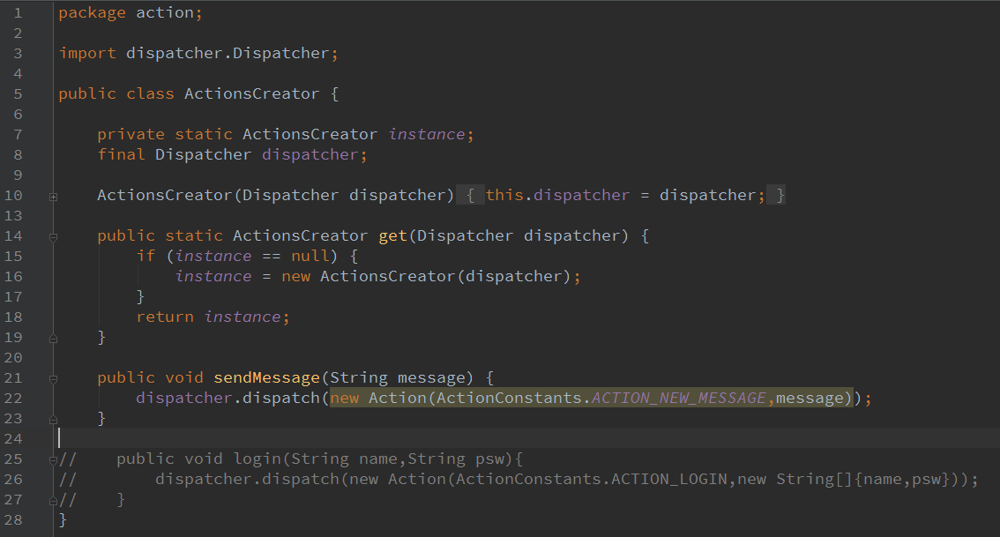 1 package action;
2
3 import dispatcher.Dispatcher;
4
5 public class ActionsCreator {
6
7     private static ActionsCreator instance;
8     final Dispatcher dispatcher;
9
10     ActionsCreator(Dispatcher dispatcher) { this.dispatcher = dispatcher; }
13
14     public static ActionsCreator get(Dispatcher dispatcher) {
15         if (instance == null) {
16             instance = new ActionsCreator(dispatcher);
17         }
18         return instance;
19     }
20
21     public void sendMessage(String message) {
22         dispatcher.dispatch(new Action(ActionConstants.ACTION_NEW_MESSAGE,message));
23     }
24
25 //    public void login(String name,String psw){
26 //        dispatcher.dispatch(new Action(ActionConstants.ACTION_LOGIN,new String[]{name,psw}));
27 //    }
28 }